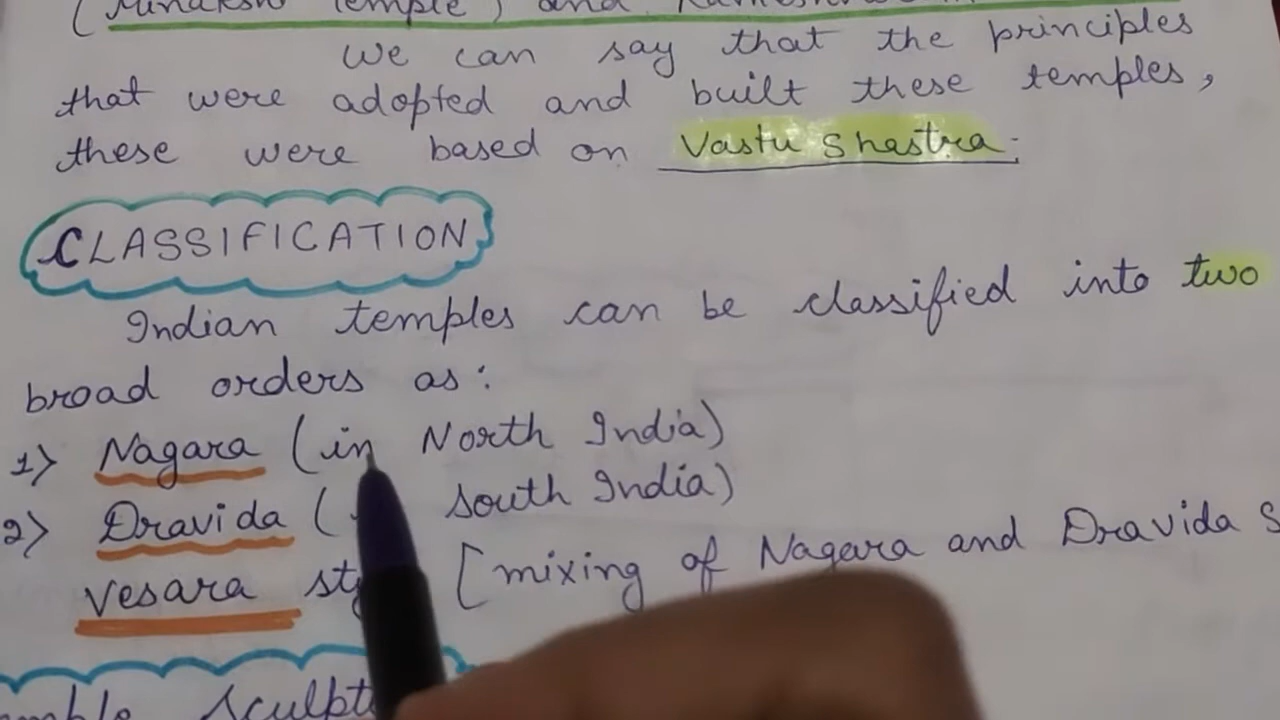 temple) and
We can say that the principles
that were adopted and built these temples,
these were based on Vastu Shastra.
CLASSIFICATION
Indian temples can be classified into two
broad orders as:
1) Nagara (in North India)
2) Dravida ( South India)
Vesara [mixing of Nagara and Dravida S